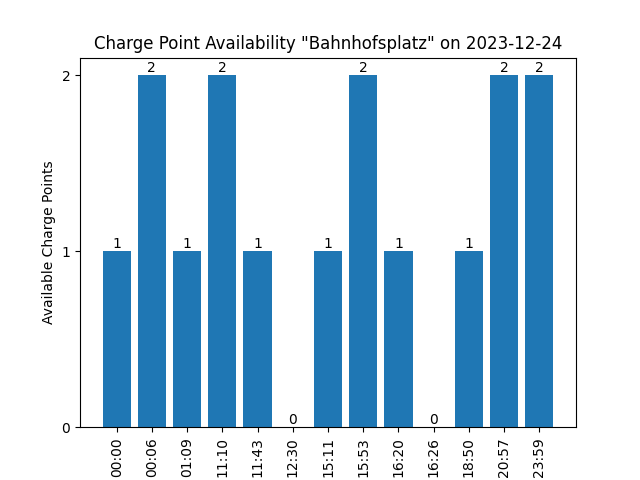 Charge Point Availability "Bahnhofsplatz" on 2023-12-24
Available Charge Points
2
1
0
1 2 1 2 1 0 1 2 1 0 1 2 2
00:00 00:06 01:09 11:10 11:43 12:30 15:11 15:53 16:20 16:26 18:50 20:57 23:59